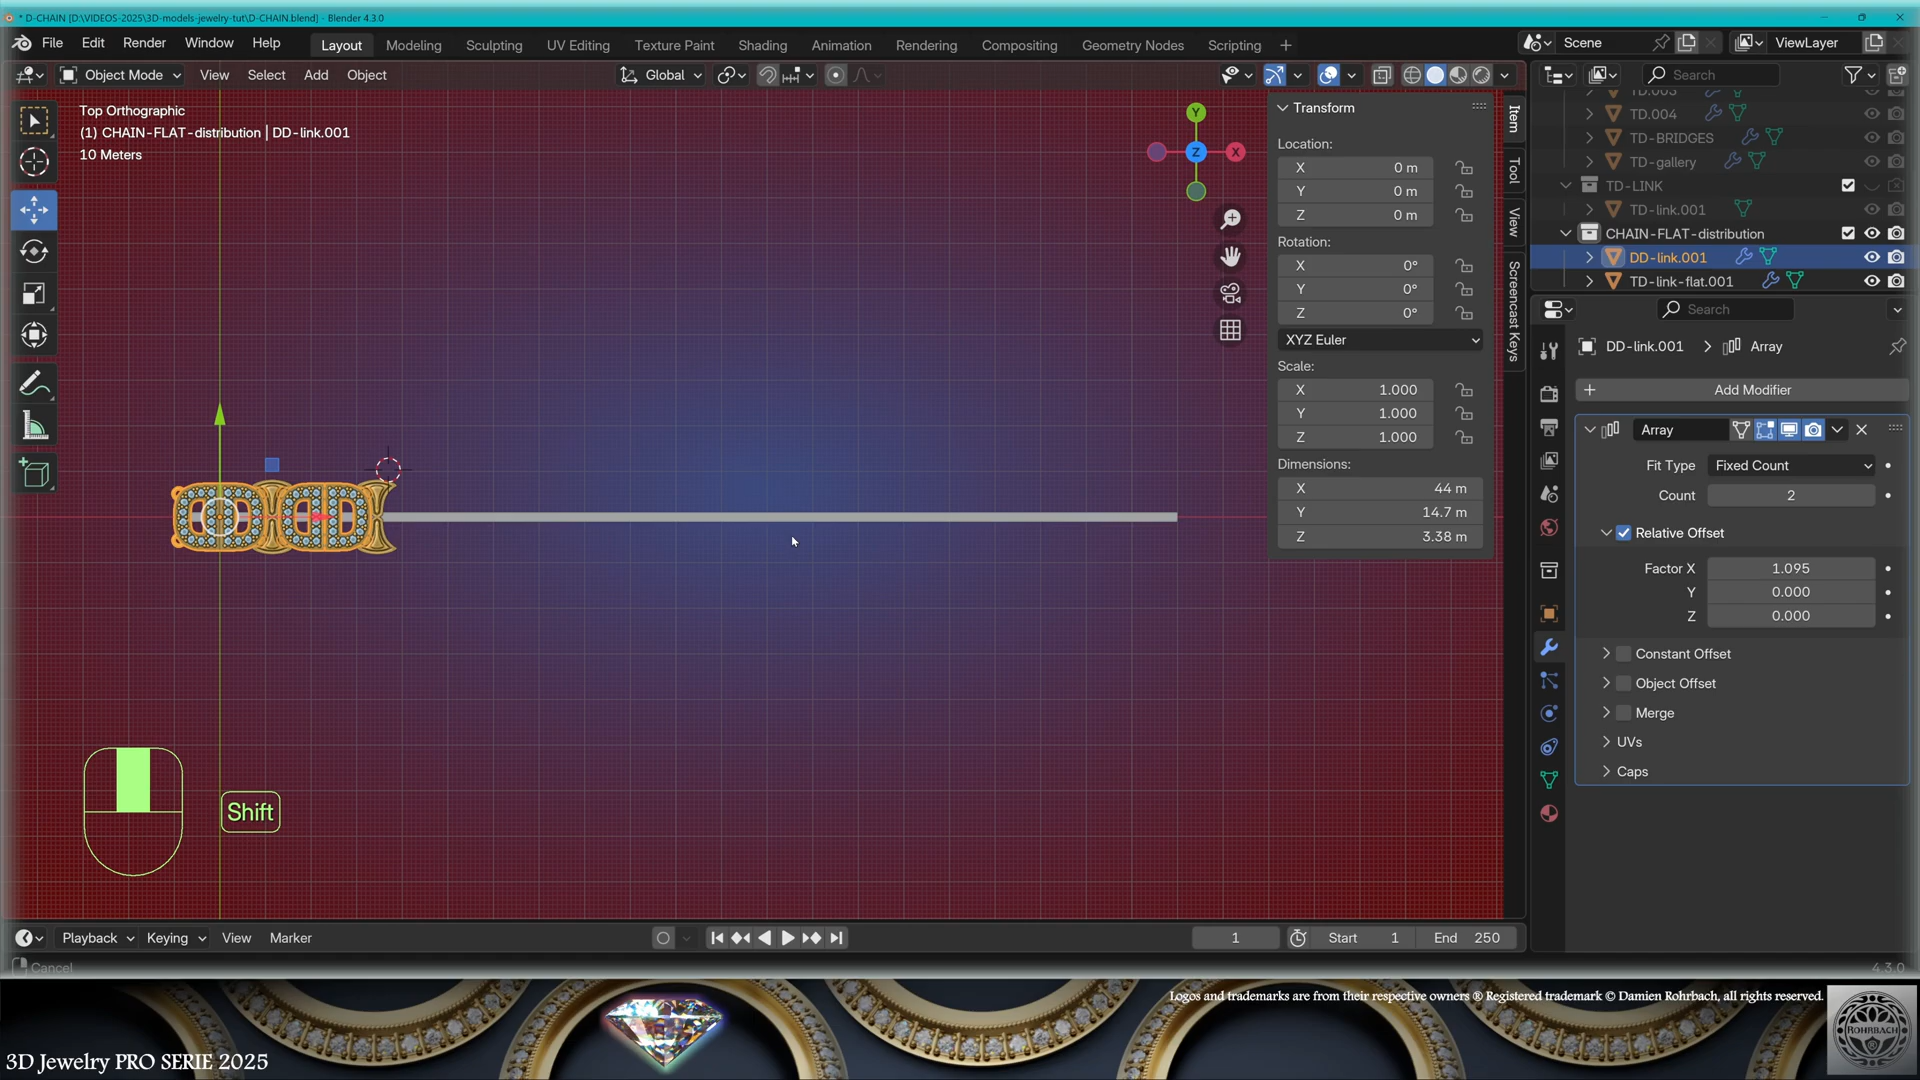 * D-CHAIN [D:\VIDEOS-2025\3D-models-jewelry-tut\D-CHAIN.blend] - Blender 4.3.0
File Edit Render Window Help
Layout Modeling Sculpting UV Editing Texture Paint Shading Animation Rendering Compositing Geometry Nodes Scripting +
Scene ViewLayer
Object Mode View Select Add Object Global
Search
Top Orthographic
(1) CHAIN-FLAT-distribution | DD-link.001
10 Meters
Y
Z
X
Transform
Location:
X 0 m
Y 0 m
Z 0 m
Rotation:
X 0°
Y 0°
Z 0°
XYZ Euler
Scale:
X 1.000
Y 1.000
Z 1.000
Dimensions:
X 44 m
Y 14.7 m
Z 3.38 m
Item
Tool
View
Screencast Keys
TD.003
TD.004
TD-BRIDGES
TD-gallery
TD-LINK
TD-link.001
CHAIN-FLAT-distribution
DD-link.001
TD-link-flat.001
Search
DD-link.001 > Array
+ Add Modifier
Array
Fit Type Fixed Count
Count 2
Relative Offset
Factor X 1.095
Y 0.000
Z 0.000
Constant Offset
Object Offset
Merge
UVs
Caps
Shift
Playback Keying View Marker
1 Start 1 End 250
Cancel
4.3.0
Logos and trademarks are from their respective owners ® Registered trademark © Damien Rohrbach, all rights reserved.
ROHRBACH
3D Jewelry PRO SERIE 2025